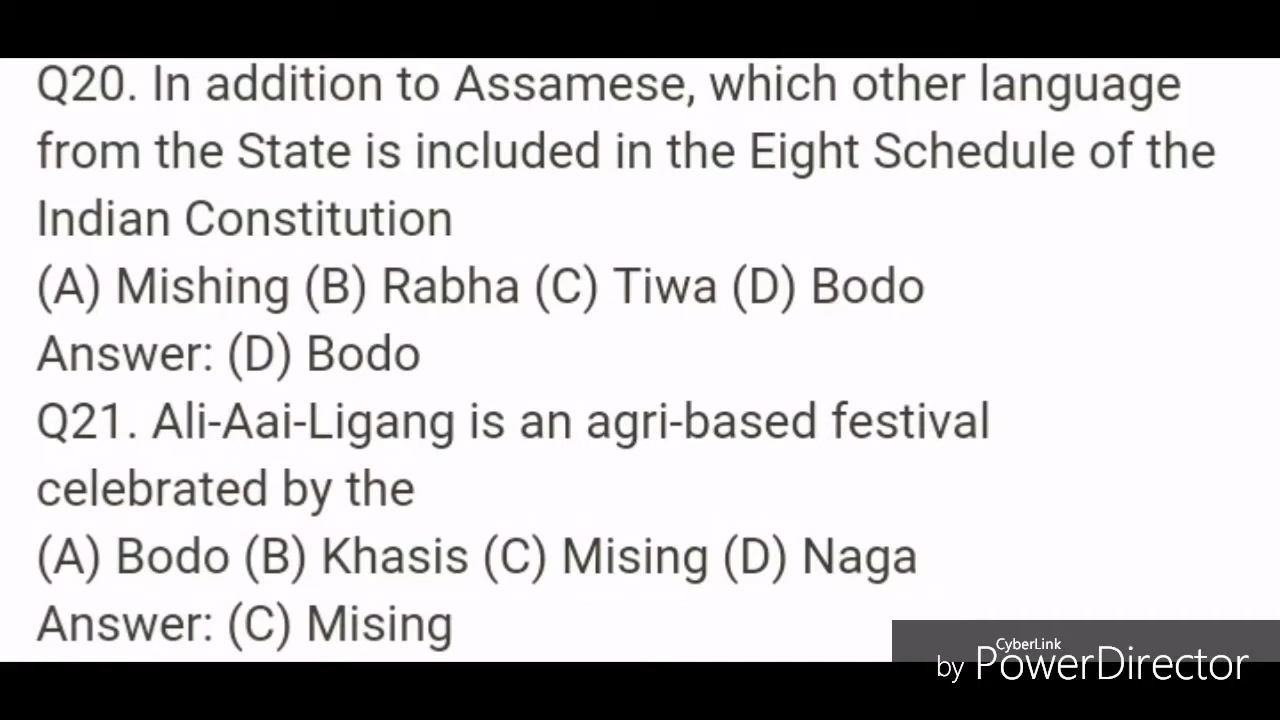 Q20. In addition to Assamese, which other language
from the State is included in the Eight Schedule of the
Indian Constitution
(A) Mishing (B) Rabha (C) Tiwa (D) Bodo
Answer: (D) Bodo
Q21. Ali-Aai-Ligang is an agri-based festival
celebrated by the
(A) Bodo (B) Khasis (C) Mising (D) Naga
Answer: (C) Mising
CyberLink
by PowerDirector